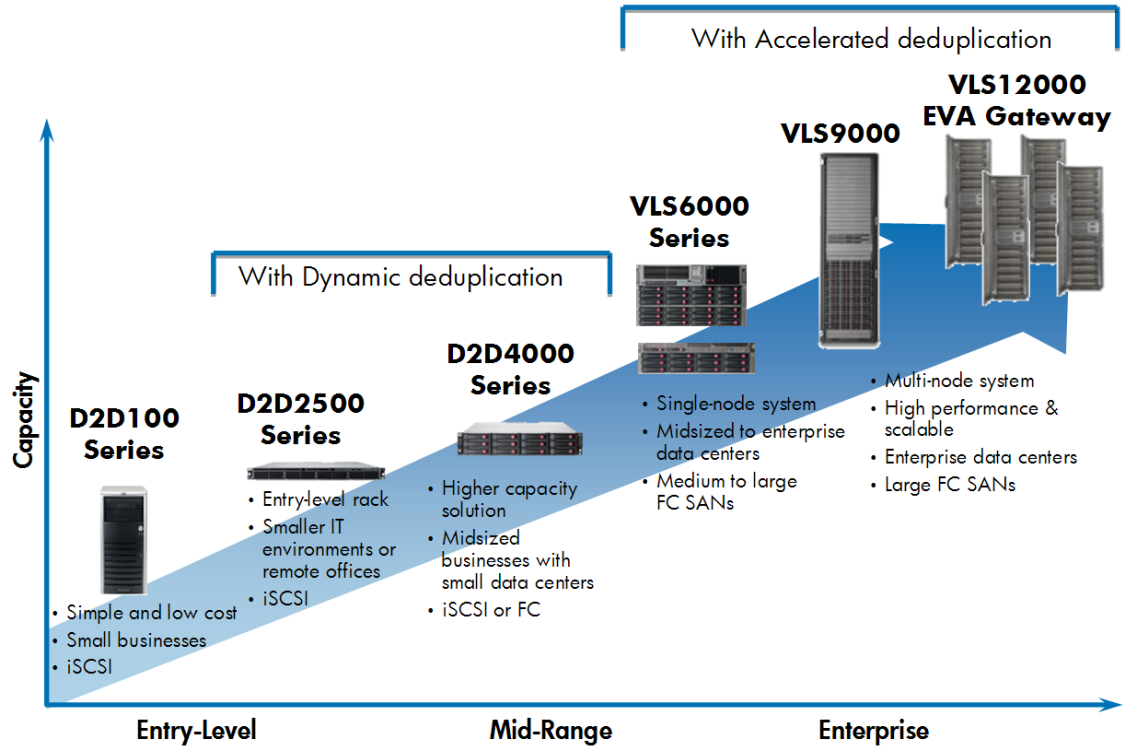 With Accelerated deduplication
VLS12000
EVA Gateway
VLS9000
VLS6000
Series
With Dynamic deduplication
D2D4000
Series
D2D2500
Series
D2D100
Series
Capacity
• Simple and low cost
• Small businesses
• iSCSI
• Entry-level rack
• Smaller IT
environments or
remote offices
• iSCSI
• Higher capacity
solution
• Midsized
businesses with
small data centers
• iSCSI or FC
• Single-node system
• Midsized to enterprise
data centers
• Medium to large
FC SANs
• Multi-node system
• High performance &
scalable
• Enterprise data centers
• Large FC SANs
Entry-Level
Mid-Range
Enterprise